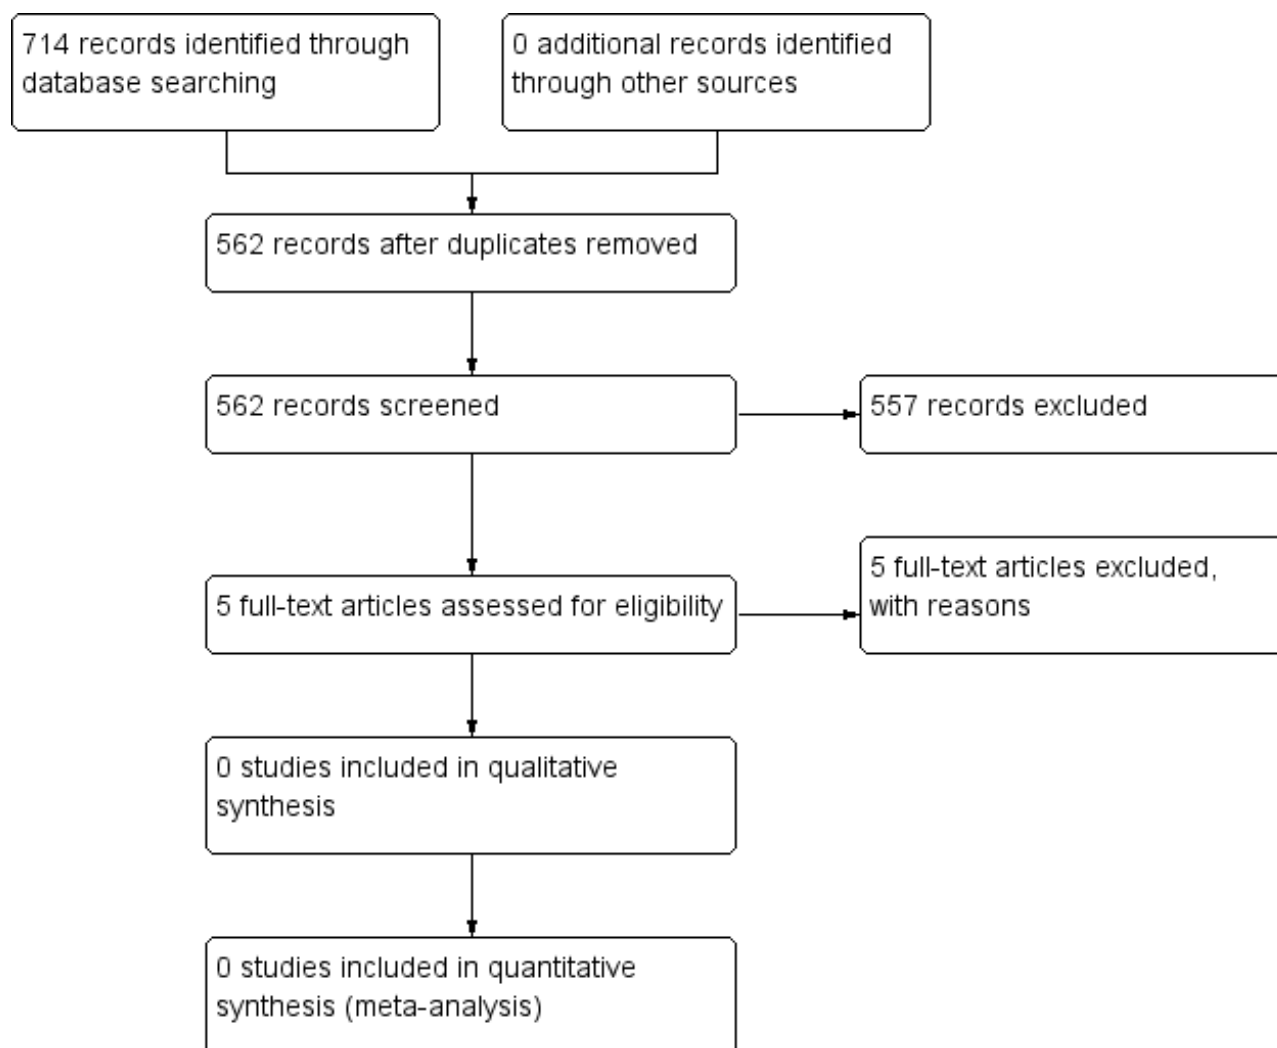 714 records identified through
database searching
0 additional records identified
through other sources
562 records after duplicates removed
562 records screened
557 records excluded
5 full-text articles assessed for eligibility
5 full-text articles excluded,
with reasons
0 studies included in qualitative
synthesis
0 studies included in quantitative
synthesis (meta-analysis)